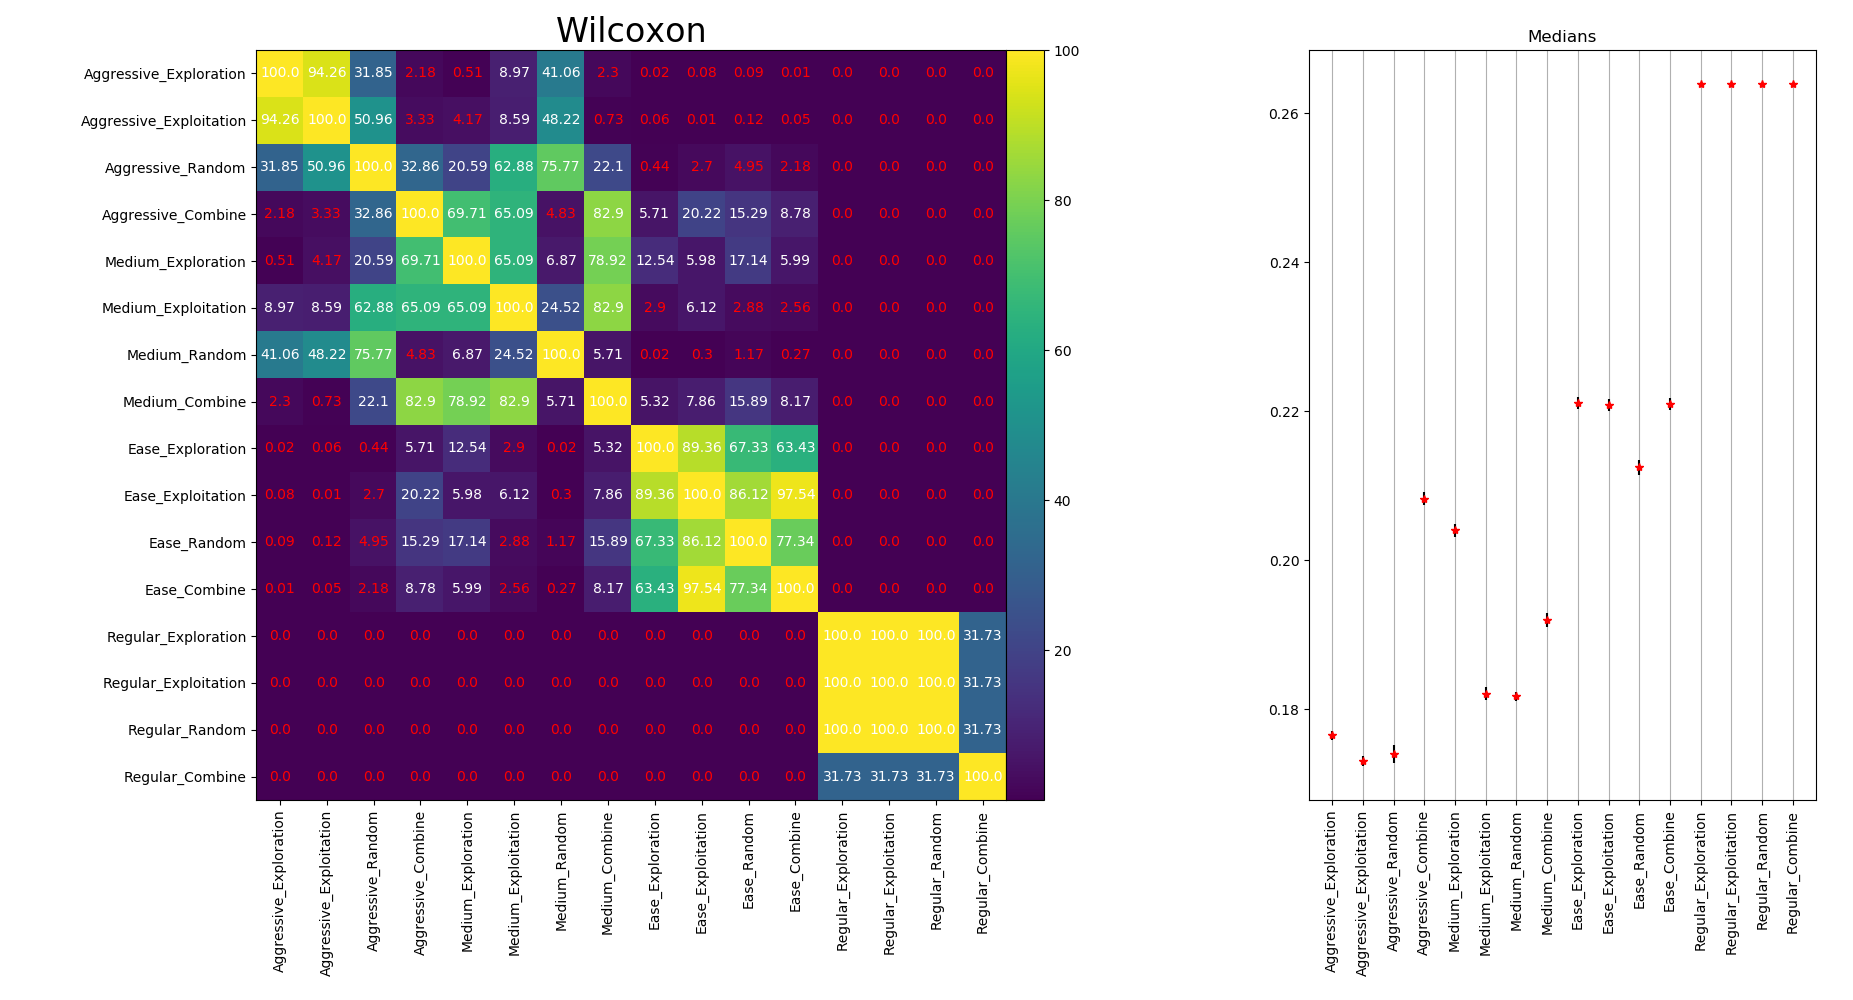 Wilcoxon
Aggressive_Exploration 100.0 94.26 31.85 2.18 0.51 8.97 41.06 2.3 0.02 0.08 0.09 0.01 0.0 0.0 0.0 0.0
Aggressive_Exploitation 94.26 100.0 50.96 3.33 4.17 8.59 48.22 0.73 0.06 0.01 0.12 0.05 0.0 0.0 0.0 0.0
Aggressive_Random 31.85 50.96 100.0 32.86 20.59 62.88 75.77 22.1 0.44 2.7 4.95 2.18 0.0 0.0 0.0 0.0
Aggressive_Combine 2.18 3.33 32.86 100.0 69.71 65.09 4.83 82.9 5.71 20.22 15.29 8.78 0.0 0.0 0.0 0.0
Medium_Exploration 0.51 4.17 20.59 69.71 100.0 65.09 6.87 78.92 12.54 5.98 17.14 5.99 0.0 0.0 0.0 0.0
Medium_Exploitation 8.97 8.59 62.88 65.09 65.09 100.0 24.52 82.9 2.9 6.12 2.88 2.56 0.0 0.0 0.0 0.0
Medium_Random 41.06 48.22 75.77 4.83 6.87 24.52 100.0 5.71 0.02 0.3 1.17 0.27 0.0 0.0 0.0 0.0
Medium_Combine 2.3 0.73 22.1 82.9 78.92 82.9 5.71 100.0 5.32 7.86 15.89 8.17 0.0 0.0 0.0 0.0
Ease_Exploration 0.02 0.06 0.44 5.71 12.54 2.9 0.02 5.32 100.0 89.36 67.33 63.43 0.0 0.0 0.0 0.0
Ease_Exploitation 0.08 0.01 2.7 20.22 5.98 6.12 0.3 7.86 89.36 100.0 86.12 97.54 0.0 0.0 0.0 0.0
Ease_Random 0.09 0.12 4.95 15.29 17.14 2.88 1.17 15.89 67.33 86.12 100.0 77.34 0.0 0.0 0.0 0.0
Ease_Combine 0.01 0.05 2.18 8.78 5.99 2.56 0.27 8.17 63.43 97.54 77.34 100.0 0.0 0.0 0.0 0.0
Regular_Exploration 0.0 0.0 0.0 0.0 0.0 0.0 0.0 0.0 0.0 0.0 0.0 0.0 100.0 100.0 100.0 31.73
Regular_Exploitation 0.0 0.0 0.0 0.0 0.0 0.0 0.0 0.0 0.0 0.0 0.0 0.0 100.0 100.0 100.0 31.73
Regular_Random 0.0 0.0 0.0 0.0 0.0 0.0 0.0 0.0 0.0 0.0 0.0 0.0 100.0 100.0 100.0 31.73
Regular_Combine 0.0 0.0 0.0 0.0 0.0 0.0 0.0 0.0 0.0 0.0 0.0 0.0 31.73 31.73 31.73 100.0
Aggressive_Exploration
Aggressive_Exploitation
Aggressive_Random
Aggressive_Combine
Medium_Exploration
Medium_Exploitation
Medium_Random
Medium_Combine
Ease_Exploration
Ease_Exploitation
Ease_Random
Ease_Combine
Regular_Exploration
Regular_Exploitation
Regular_Random
Regular_Combine
100
80
60
40
20
Medians
0.26
0.24
0.22
0.20
0.18
Aggressive_Exploration
Aggressive_Exploitation
Aggressive_Random
Aggressive_Combine
Medium_Exploration
Medium_Exploitation
Medium_Random
Medium_Combine
Ease_Exploration
Ease_Exploitation
Ease_Random
Ease_Combine
Regular_Exploration
Regular_Exploitation
Regular_Random
Regular_Combine